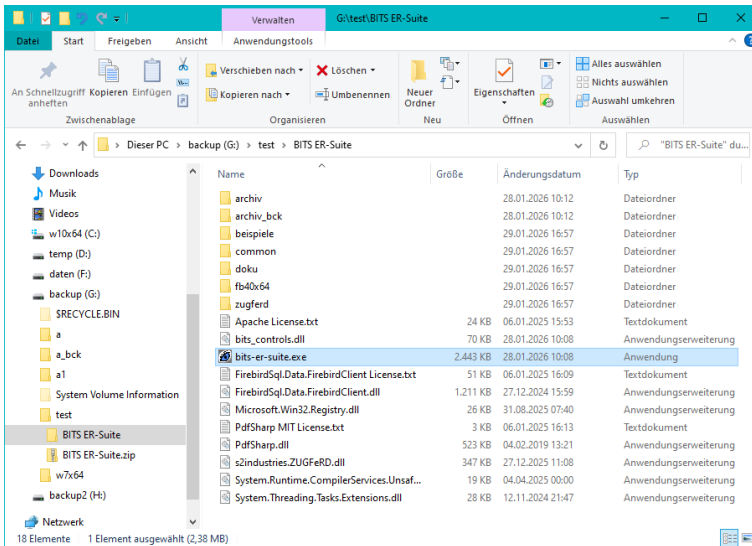 Verwalten G:\test\BITS ER-Suite
Datei Start Freigeben Ansicht Anwendungstools
An Schnellzugriff anheften
Kopieren Einfügen
Zwischenablage
Verschieben nach Löschen
Kopieren nach Umbenennen
Organisieren
Neuer Ordner
Neu
Eigenschaften
Öffnen
Alles auswählen
Nichts auswählen
Auswahl umkehren
Auswählen
Dieser PC > backup (G:) > test > BITS ER-Suite
"BITS ER-Suite" du...
Downloads
Musik
Videos
w10x64 (C:)
temp (D:)
daten (F:)
backup (G:)
$RECYCLE.BIN
a
a_bck
a1
System Volume Information
test
BITS ER-Suite
BITS ER-Suite.zip
w7x64
backup2 (H:)
Netzwerk
Name Größe Änderungsdatum Typ
archiv 28.01.2026 10:12 Dateiordner
archiv_bck 28.01.2026 10:12 Dateiordner
beispiele 29.01.2026 16:57 Dateiordner
common 29.01.2026 16:57 Dateiordner
doku 29.01.2026 16:57 Dateiordner
fb40x64 29.01.2026 16:57 Dateiordner
zugferd 29.01.2026 16:57 Dateiordner
Apache License.txt 24 KB 06.01.2025 15:53 Textdokument
bits_controls.dll 70 KB 28.01.2026 10:08 Anwendungserweiterung
bits-er-suite.exe 2.443 KB 28.01.2026 10:08 Anwendung
FirebirdSql.Data.FirebirdClient License.txt 51 KB 06.01.2025 16:09 Textdokument
FirebirdSql.Data.FirebirdClient.dll 1.211 KB 27.12.2024 15:59 Anwendungserweiterung
Microsoft.Win32.Registry.dll 26 KB 31.08.2025 07:40 Anwendungserweiterung
PdfSharp MIT License.txt 3 KB 06.01.2025 16:13 Textdokument
PdfSharp.dll 523 KB 04.02.2019 13:21 Anwendungserweiterung
s2industries.ZUGFeRD.dll 347 KB 27.12.2025 11:08 Anwendungserweiterung
System.Runtime.CompilerServices.Unsaf... 19 KB 04.04.2025 00:00 Anwendungserweiterung
System.Threading.Tasks.Extensions.dll 28 KB 12.11.2024 21:47 Anwendungserweiterung
18 Elemente 1 Element ausgewählt (2,38 MB)